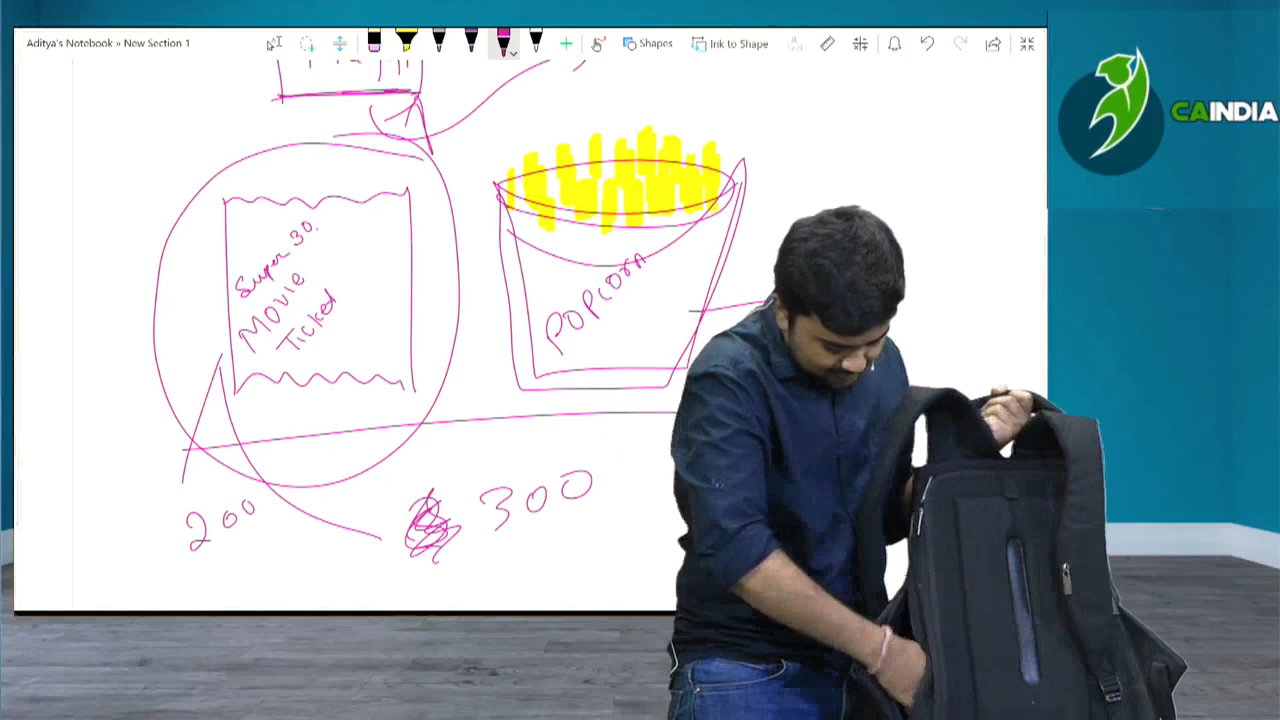 Aditya's Notebook » New Section 1
Shapes
Ink to Shape
CAINDIA
Super 30.
Movie
Ticket
POPcorn
200
300